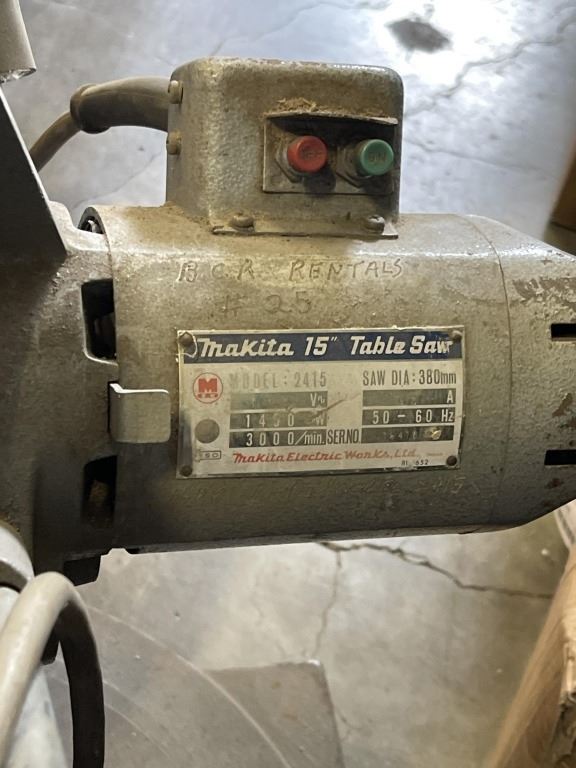 OFF ON
B.C.R RENTALS
# 25
Makita 15" Table Saw
M MODEL: 2415 SAW DIA: 380mm
V~ A
W 50-60 Hz
3000/min. SER.NO.
Makita Electric Works, Ltd.